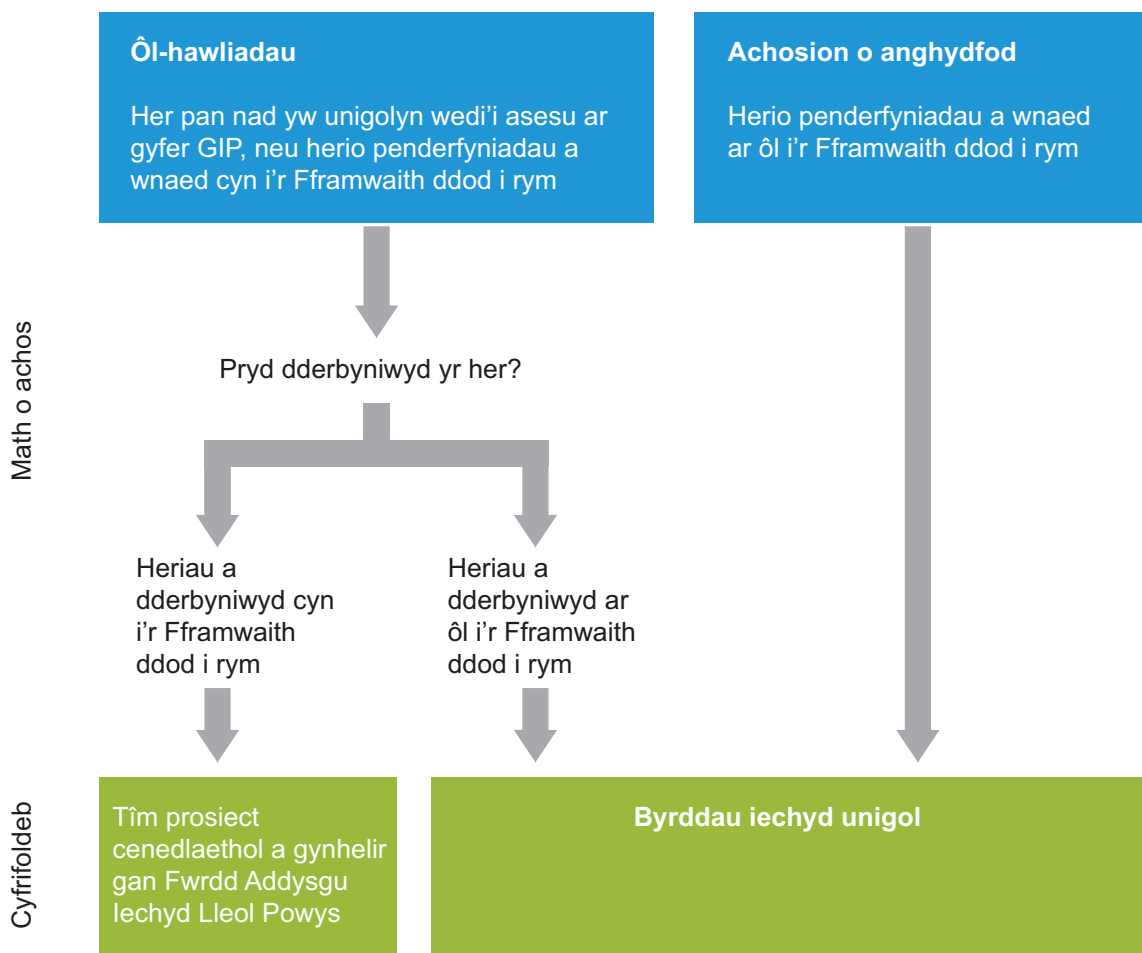 Ôl-hawliadau
Her pan nad yw unigolyn wedi’i asesu ar
gyfer GIP, neu herio penderfyniadau a
wnaed cyn i’r Fframwaith ddod i rym
Achosion o anghydfod
Herio penderfyniadau a wnaed
ar ôl i’r Fframwaith ddod i rym
Math o achos
Pryd dderbyniwyd yr her?
Heriau a
dderbyniwyd cyn
i’r Fframwaith
ddod i rym
Heriau a
dderbyniwyd ar
ôl i’r Fframwaith
ddod i rym
Cyfrifoldeb
Tîm prosiect
cenedlaethol a gynhelir
gan Fwrdd Addysgu
Iechyd Lleol Powys
Byrddau iechyd unigol